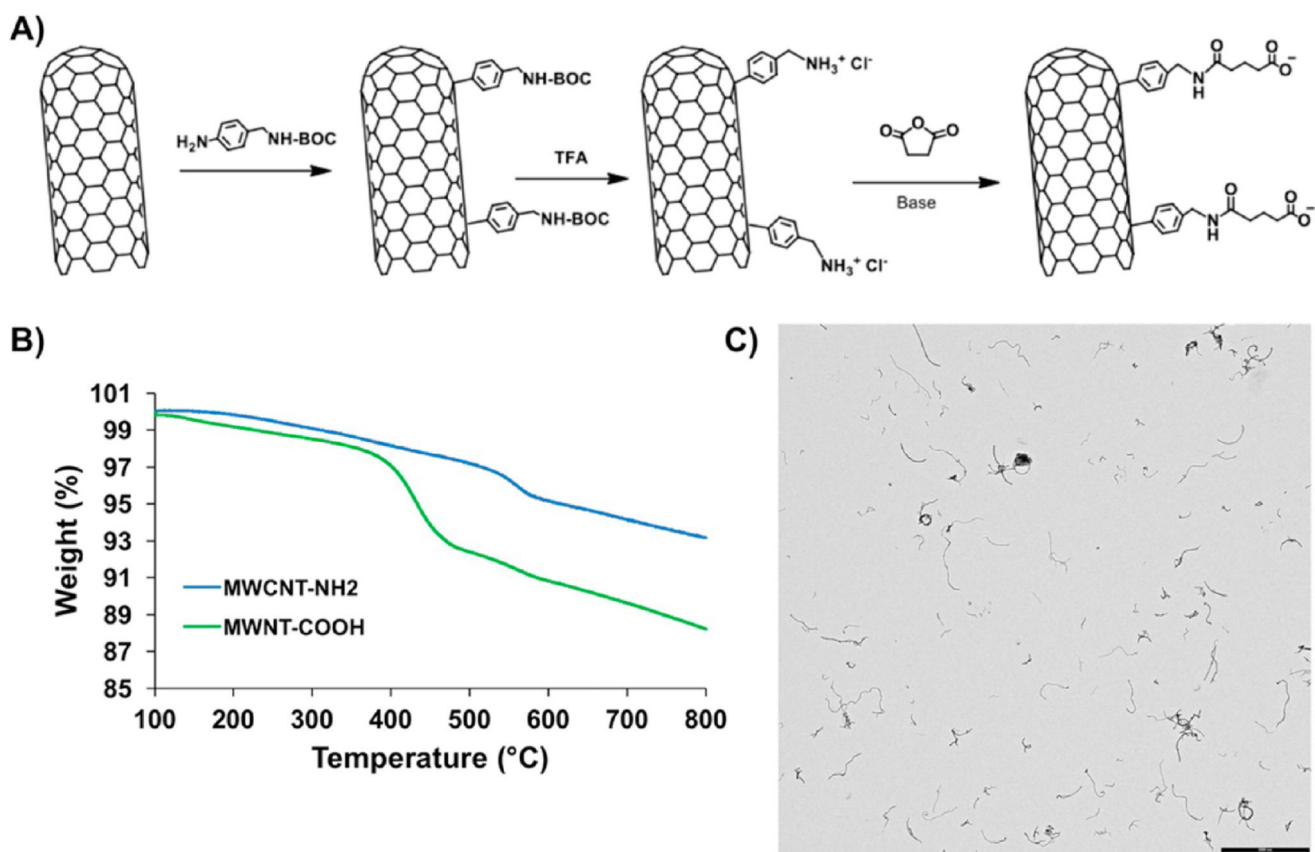 A)
H2N
NH-BOC
NH-BOC
NH-BOC
TFA
NH3+ Cl-
NH3+ Cl-
O O O
Base
O
N
H
O
O-
O
N
H
O
O-
B)
101
99
97
95
93
91
89
87
85
Weight (%)
MWCNT-NH2
MWNT-COOH
100 200 300 400 500 600 700 800
Temperature (°C)
C)